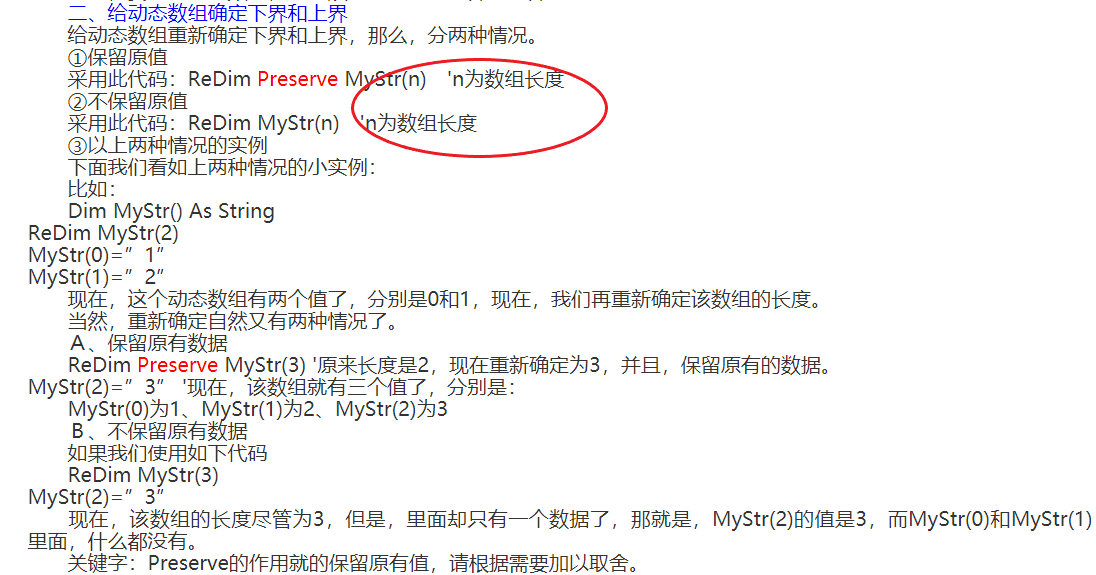 二、给动态数组确定下界和上界
给动态数组重新确定下界和上界，那么，分两种情况。
①保留原值
采用此代码：ReDim Preserve MyStr(n)    'n为数组长度
②不保留原值
采用此代码：ReDim MyStr(n)    'n为数组长度
③以上两种情况的实例
下面我们看如上两种情况的小实例：
比如：
Dim MyStr() As String
ReDim MyStr(2)
MyStr(0)=”1”
MyStr(1)=”2”
现在，这个动态数组有两个值了，分别是0和1，现在，我们再重新确定该数组的长度。
当然，重新确定自然又有两种情况了。
Ａ、保留原有数据
ReDim Preserve MyStr(3) '原来长度是2，现在重新确定为3，并且，保留原有的数据。
MyStr(2)=”3”  '现在，该数组就有三个值了，分别是：
MyStr(0)为1、MyStr(1)为2、MyStr(2)为3
Ｂ、不保留原有数据
如果我们使用如下代码
ReDim MyStr(3)
MyStr(2)=”3”
现在，该数组的长度尽管为3，但是，里面却只有一个数据了，那就是，MyStr(2)的值是3，而MyStr(0)和MyStr(1)
里面，什么都没有。
关键字：Preserve的作用就的保留原有值，请根据需要加以取舍。